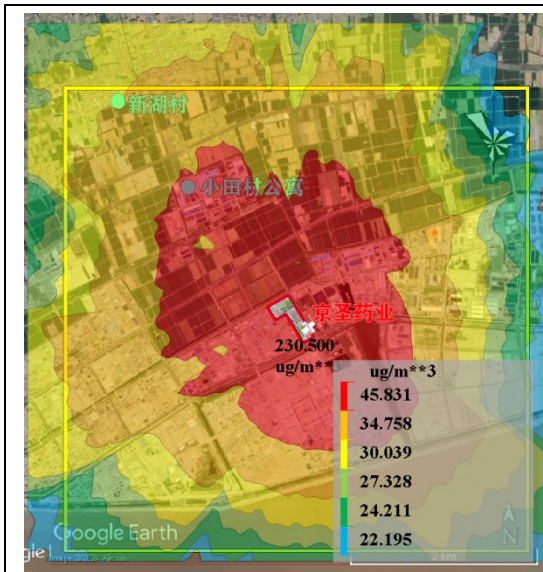 新湖村
小田村公寓
京圣药业
230.500
ug/m**
ug/m**3
45.831
34.758
30.039
27.328
24.211
22.195
Google Earth
gle
N
2 km